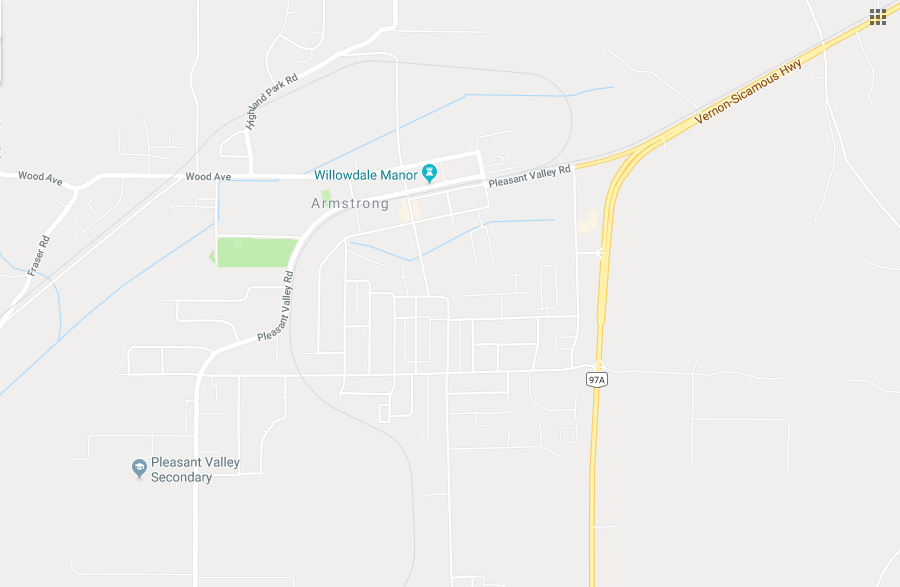 Highland Park Rd
Vernon-Sicamous Hwy
Wood Ave
Wood Ave
Willowdale Manor
Pleasant Valley Rd
Armstrong
Fraser Rd
Pleasant Valley Rd
97A
Pleasant Valley
Secondary